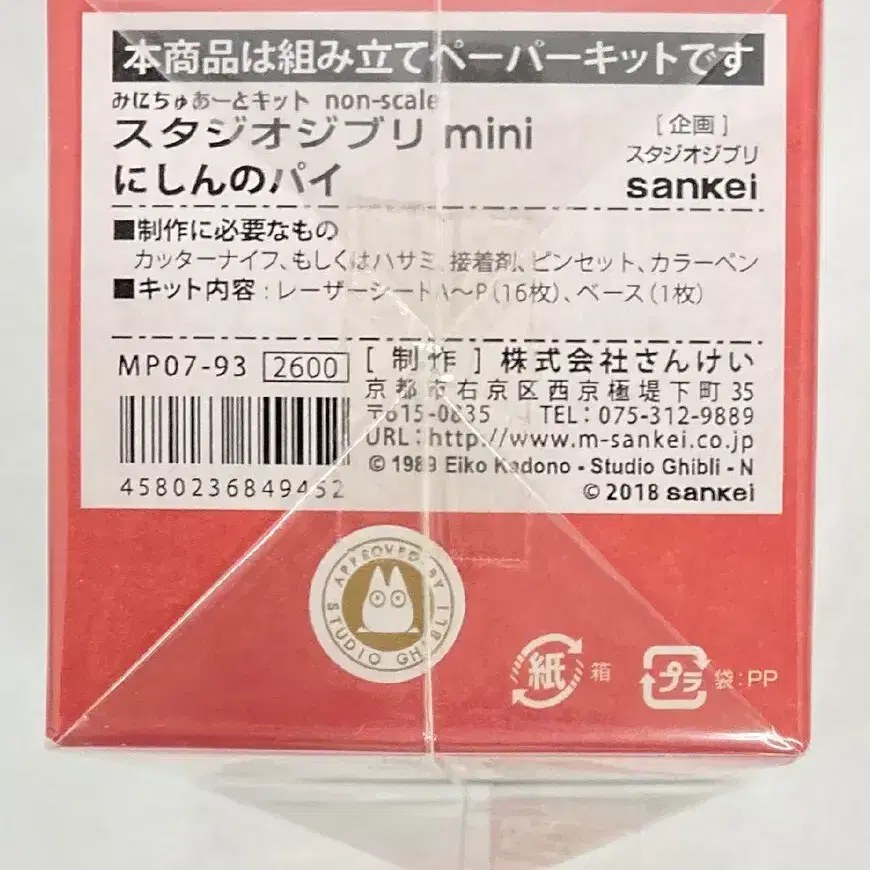 本商品は組み立てペーパーキットです
みにちゅあーとキット non-scale
スタジオジブリ mini
にしんのパイ
[企画]
スタジオジブリ
sankei
■制作に必要なもの
カッターナイフ、もしくはハサミ、接着剤、ピンセット、カラーペン
■キット内容:レーザーシートA〜P(16枚)、ベース(1枚)
MP07-93 2600
[制作]株式会社さんけい
京都市右京区西京極堤下町35
〒615-0835 TEL:075-312-9889
URL:http://www.m-sankei.co.jp
© 1989 Eiko Kadono - Studio Ghibli - N
© 2018 sankei
4580236849452
APPROVED BY STUDIO GHIBLI
紙 箱
プラ 袋:PP